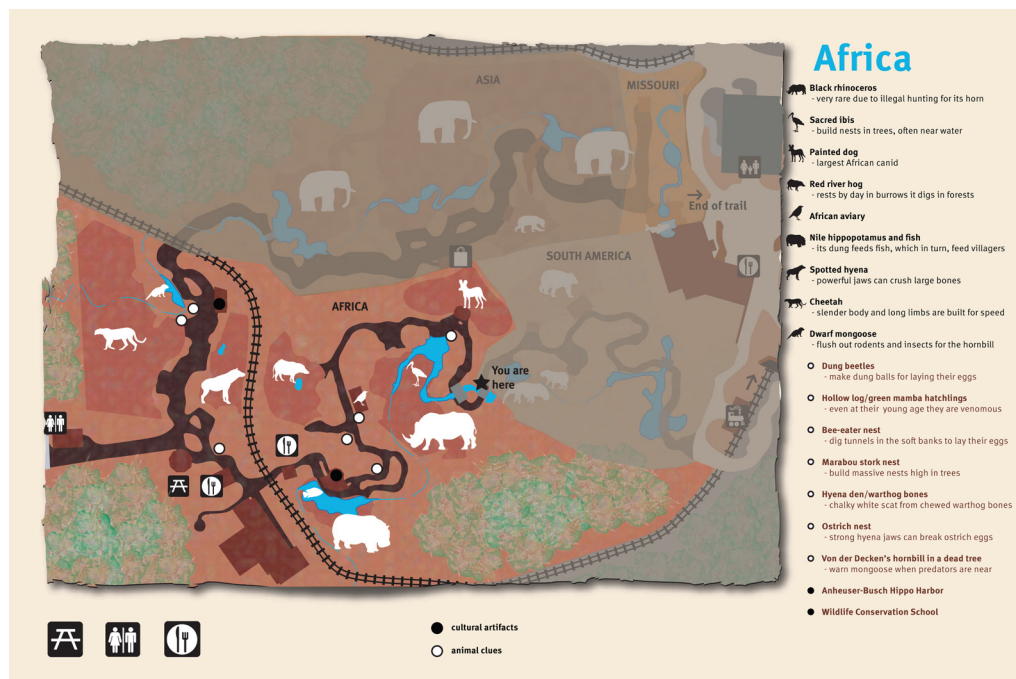 Africa
ASIA
MISSOURI
End of trail
SOUTH AMERICA
AFRICA
You are
here
Black rhinoceros
- very rare due to illegal hunting for its horn
Sacred ibis
- build nests in trees, often near water
Painted dog
- largest African canid
Red river hog
- rests by day in burrows it digs in forests
African aviary
Nile hippopotamus and fish
- its dung feeds fish, which in turn, feed villagers
Spotted hyena
- powerful jaws can crush large bones
Cheetah
- slender body and long limbs are built for speed
Dwarf mongoose
- flush out rodents and insects for the hornbill
Dung beetles
- make dung balls for laying their eggs
Hollow log/green mamba hatchlings
- even at their young age they are venomous
Bee-eater nest
- dig tunnels in the soft banks to lay their eggs
Marabou stork nest
- build massive nests high in trees
Hyena den/warthog bones
- chalky white scat from chewed warthog bones
Ostrich nest
- strong hyena jaws can break ostrich eggs
Von der Decken's hornbill in a dead tree
- warn mongoose when predators are near
Anheuser-Busch Hippo Harbor
Wildlife Conservation School
cultural artifacts
animal clues